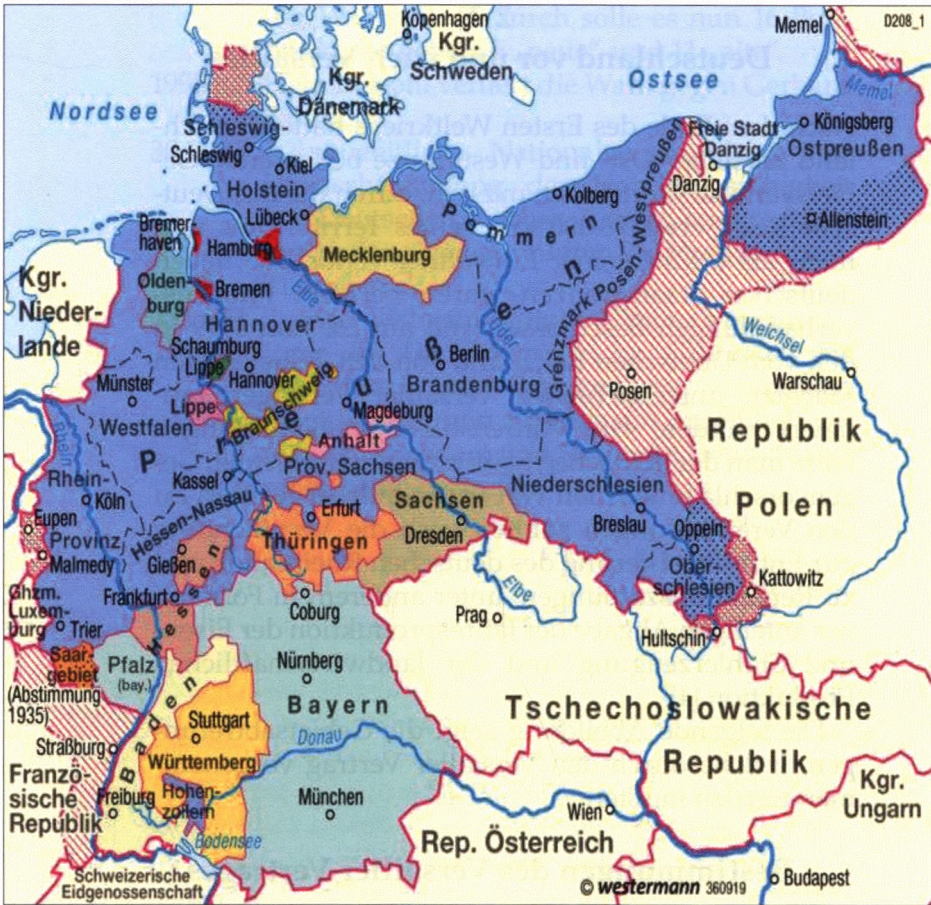 Kopenhagen
Kgr.
Schweden
Memel
D208_1
Nordsee
Kgr.
Dänemark
Ostsee
Memel
Schleswig-
Schleswig
Holstein
Kiel
Lübeck
Kolberg
Freie Stadt
Danzig
Danzig
Königsberg
Ostpreußen
Allenstein
Pommern
Grenzmark Posen-Westpreußen
Bremer-
haven
Hamburg
Mecklenburg
Olden-
burg
Bremen
Elbe
Oder
Kgr.
Nieder-
lande
Hannover
Schaumburg
Lippe
Hannover
Braunschweig
Berlin
Brandenburg
Weichsel
Warschau
Posen
Münster
Westfalen
Lippe
Magdeburg
Anhalt
Preußen
Republik
Polen
Rhein
Rhein-
Provinz
Köln
Kassel
Hessen-Nassau
Prov. Sachsen
Erfurt
Thüringen
Sachsen
Dresden
Niederschlesien
Breslau
Oppeln
Ober-
schlesien
Kattowitz
Hultschin
Eupen
Malmedy
Gießen
Frankfurt
Hessen
Coburg
Elbe
Prag
Ghzm.
Luxem-
burg
Trier
Saar-
gebiet
(Abstimmung
1935)
Pfalz
(bay.)
Nürnberg
Bayern
Tschechoslowakische
Republik
Baden
Stuttgart
Württemberg
Donau
Straßburg
Franzö-
sische
Republik
Freiburg
Hohen-
zollern
München
Bodensee
Wien
Kgr.
Ungarn
Rep. Österreich
Schweizerische
Eidgenossenschaft
© westermann 360919
Budapest